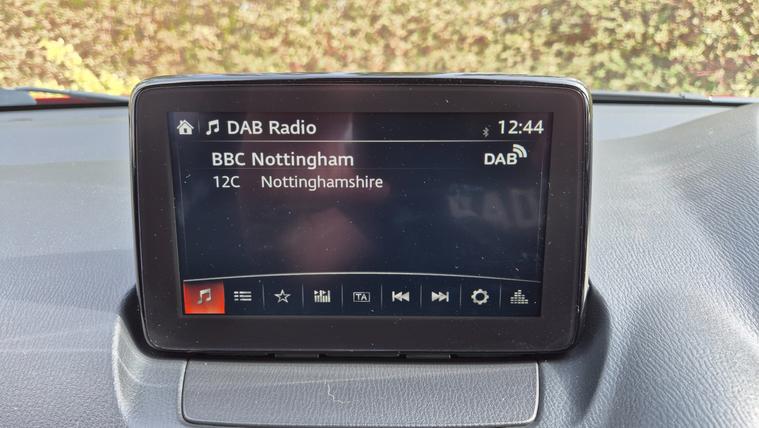 DAB Radio
12:44
BBC Nottingham
DAB
12C Nottinghamshire
TA